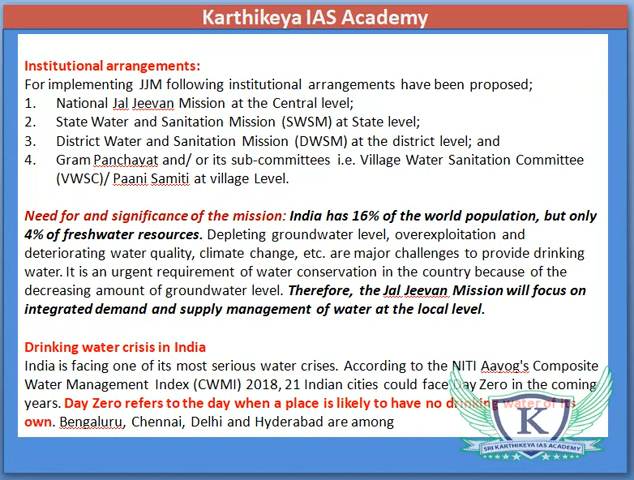 Karthikeya IAS Academy
Institutional arrangements:
For implementing JJM following institutional arrangements have been proposed;
1. National Jal Jeevan Mission at the Central level;
2. State Water and Sanitation Mission (SWSM) at State level;
3. District Water and Sanitation Mission (DWSM) at the district level; and
4. Gram Panchayat and/ or its sub-committees i.e. Village Water Sanitation Committee
(VWSC)/ Paani Samiti at village Level.
Need for and significance of the mission: India has 16% of the world population, but only
4% of freshwater resources. Depleting groundwater level, overexploitation and
deteriorating water quality, climate change, etc. are major challenges to provide drinking
water. It is an urgent requirement of water conservation in the country because of the
decreasing amount of groundwater level. Therefore, the Jal Jeevan Mission will focus on
integrated demand and supply management of water at the local level.
Drinking water crisis in India
India is facing one of its most serious water crises. According to the NITI Aayog's Composite
Water Management Index (CWMI) 2018, 21 Indian cities could face Day Zero in the coming
years. Day Zero refers to the day when a place is likely to have no drinking water of its
own. Bengaluru, Chennai, Delhi and Hyderabad are among
K
SRI KARTHIKEYA IAS ACADEMY